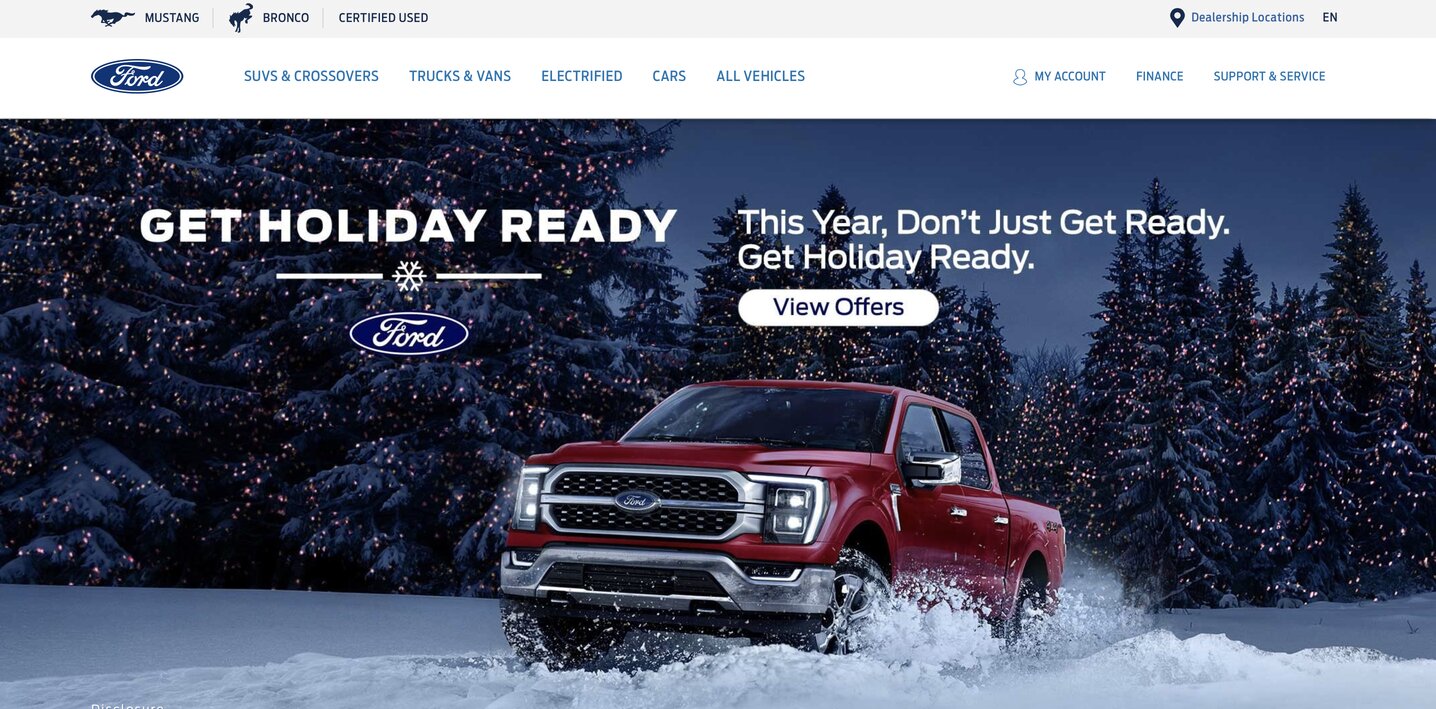 MUSTANG
BRONCO
CERTIFIED USED
Dealership Locations
EN
Ford
SUVS & CROSSOVERS
TRUCKS & VANS
ELECTRIFIED
CARS
ALL VEHICLES
MY ACCOUNT
FINANCE
SUPPORT & SERVICE
GET HOLIDAY READY
Ford
This Year, Don't Just Get Ready.
Get Holiday Ready.
View Offers
Ford
4x4
Disclosure